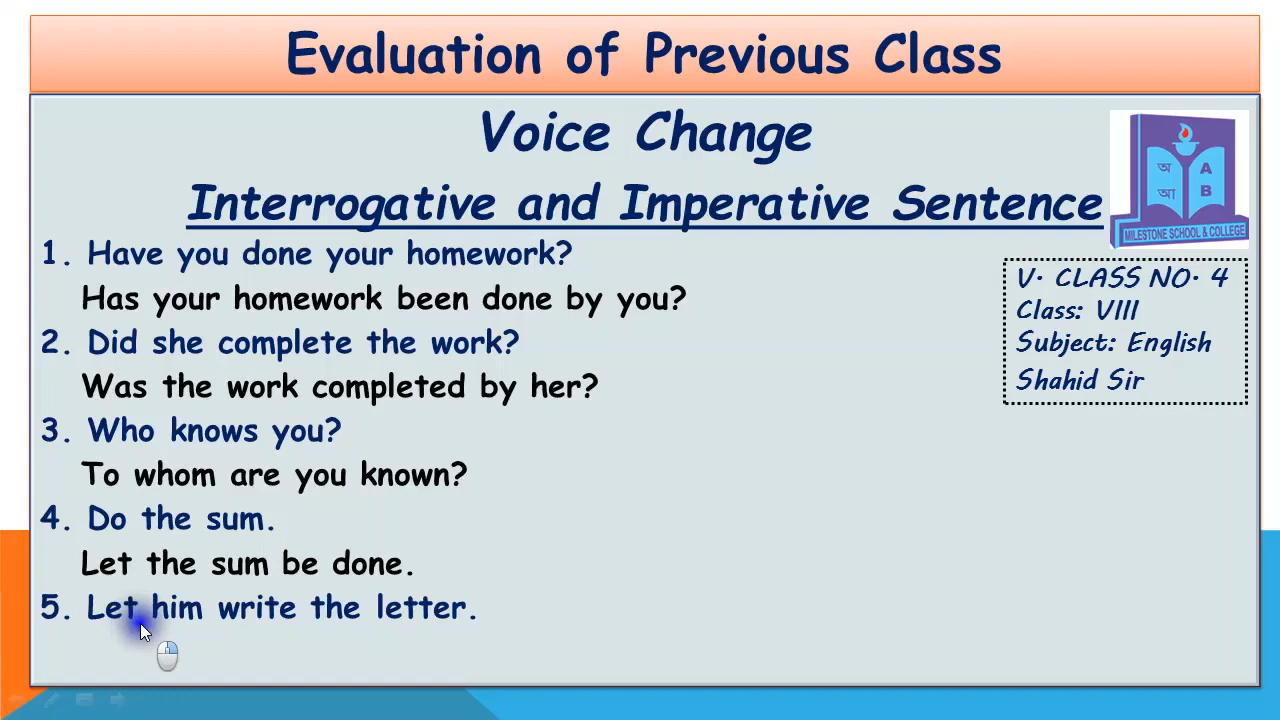 Evaluation of Previous Class
Voice Change
Interrogative and Imperative Sentence
1. Have you done your homework?
Has your homework been done by you?
2. Did she complete the work?
Was the work completed by her?
3. Who knows you?
To whom are you known?
4. Do the sum.
Let the sum be done.
5. Let him write the letter.
অ A
আ B
MILESTONE SCHOOL & COLLEGE
V. CLASS NO. 4
Class: VIII
Subject: English
Shahid Sir